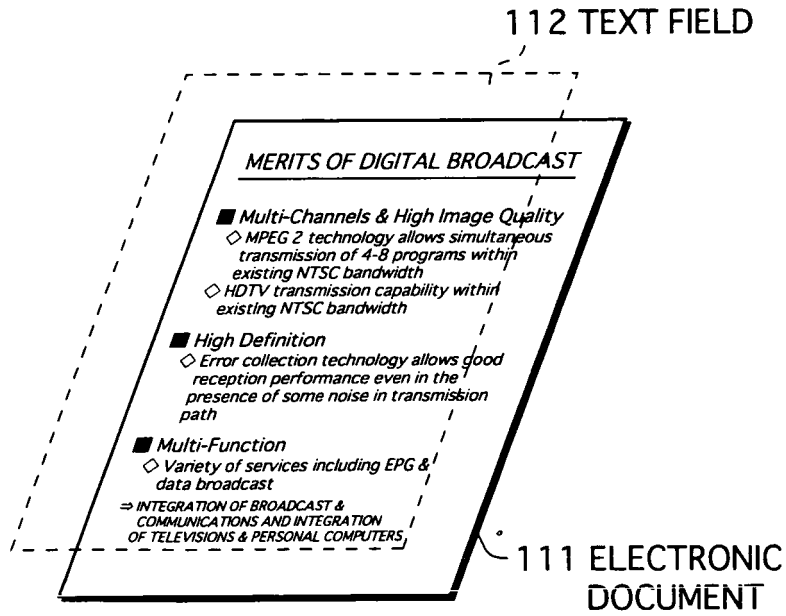 112 TEXT FIELD
MERITS OF DIGITAL BROADCAST
■ Multi-Channels & High Image Quality
◇ MPEG 2 technology allows simultaneous
transmission of 4-8 programs within
existing NTSC bandwidth
◇ HDTV transmission capability within
existing NTSC bandwidth
■ High Definition
◇ Error collection technology allows good
reception performance even in the
presence of some noise in transmission
path
■ Multi-Function
◇ Variety of services including EPG &
data broadcast
⇒ INTEGRATION OF BROADCAST &
COMMUNICATIONS AND INTEGRATION
OF TELEVISIONS & PERSONAL COMPUTERS
111 ELECTRONIC
DOCUMENT